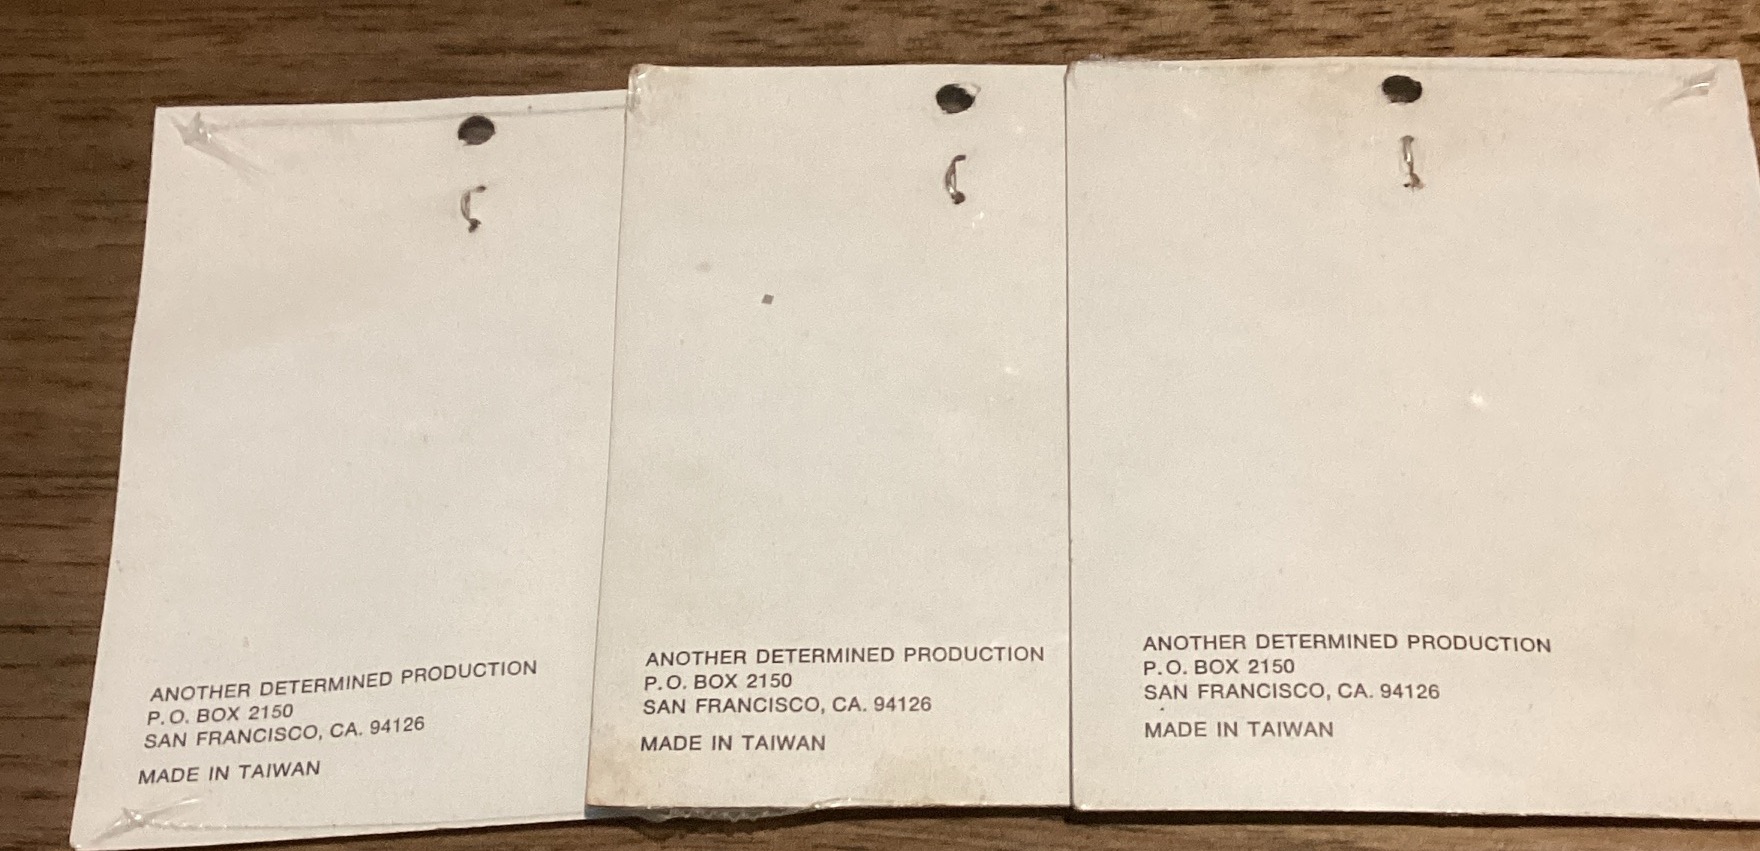 ANOTHER DETERMINED PRODUCTION
P.O. BOX 2150
SAN FRANCISCO, CA. 94126
MADE IN TAIWAN
ANOTHER DETERMINED PRODUCTION
P.O. BOX 2150
SAN FRANCISCO, CA. 94126
MADE IN TAIWAN
ANOTHER DETERMINED PRODUCTION
P.O. BOX 2150
SAN FRANCISCO, CA. 94126
MADE IN TAIWAN